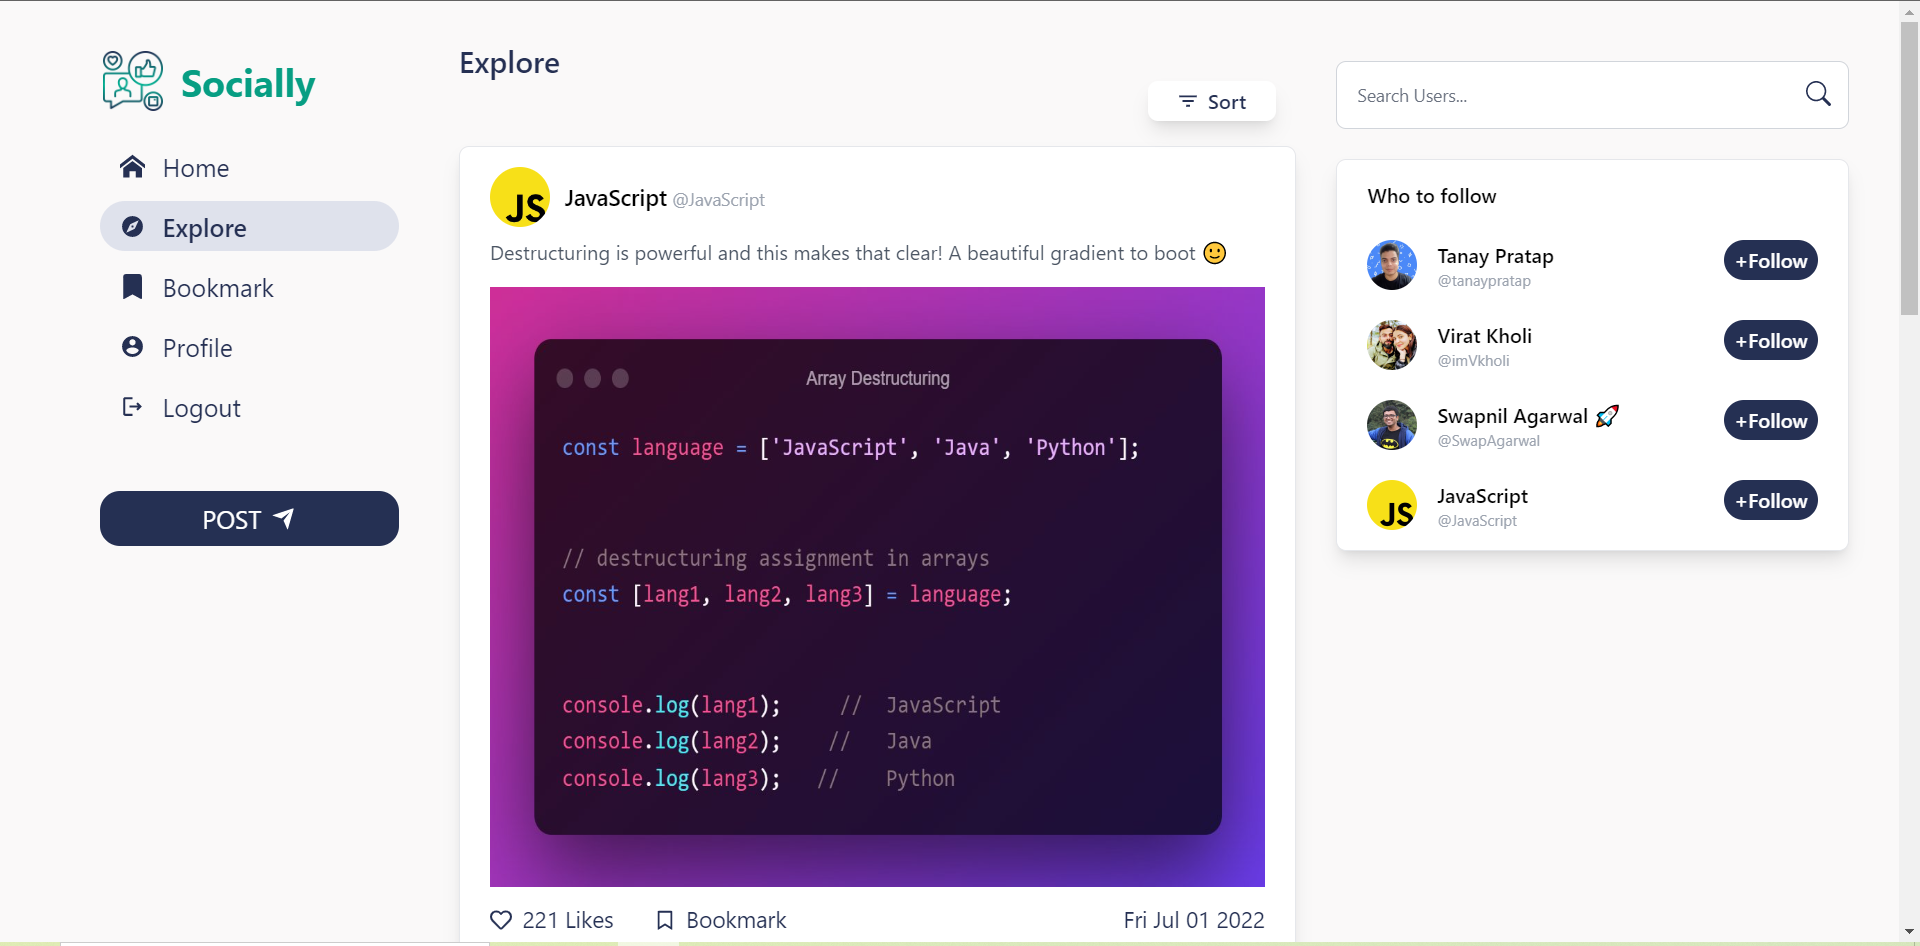 Socially
Home
Explore
Bookmark
Profile
Logout
POST
Explore
Sort
JS
JavaScript @JavaScript
Destructuring is powerful and this makes that clear! A beautiful gradient to boot 🙂
Array Destructuring
const language = ['JavaScript', 'Java', 'Python'];
// destructuring assignment in arrays
const [lang1, lang2, lang3] = language;
console.log(lang1);     //  JavaScript
console.log(lang2);    //   Java
console.log(lang3);   //    Python
221 Likes
Bookmark
Fri Jul 01 2022
Search Users...
Who to follow
Tanay Pratap
@tanaypratap
+Follow
Virat Kholi
@imVkholi
+Follow
Swapnil Agarwal 🚀
@SwapAgarwal
+Follow
JS
JavaScript
@JavaScript
+Follow